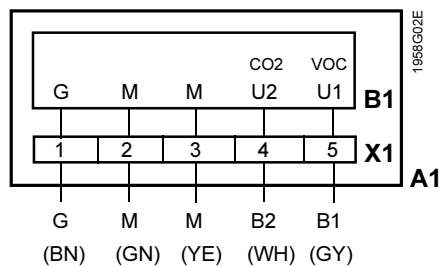 CO2 VOC
G M M U2 U1
B1
1 2 3 4 5
X1
A1
G M M B2 B1
(BN) (GN) (YE) (WH) (GY)
1958G02E